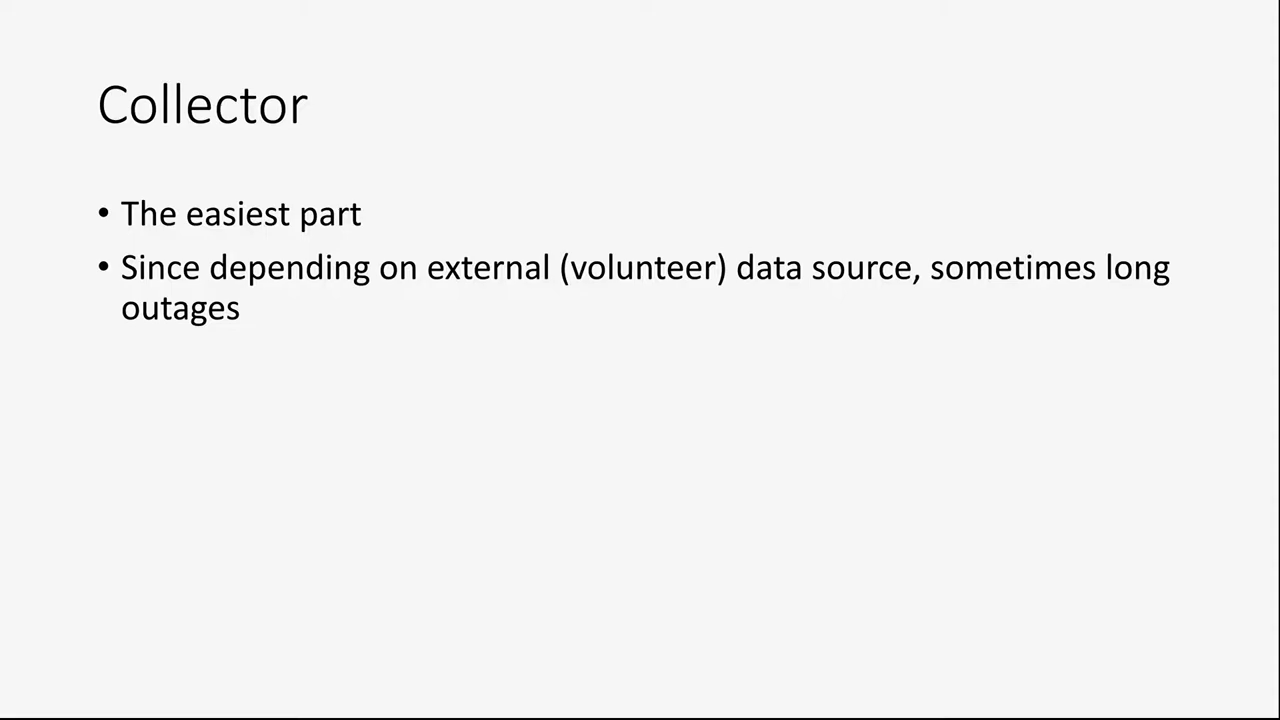 Collector
• The easiest part
• Since depending on external (volunteer) data source, sometimes long
outages